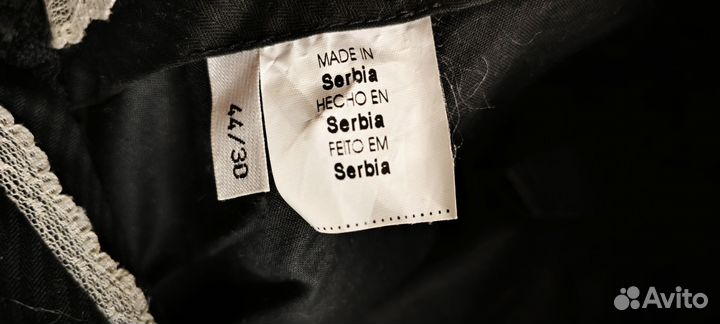 MADE IN
Serbia
HECHO EN
Serbia
FEITO EM
Serbia
44/30
Avito